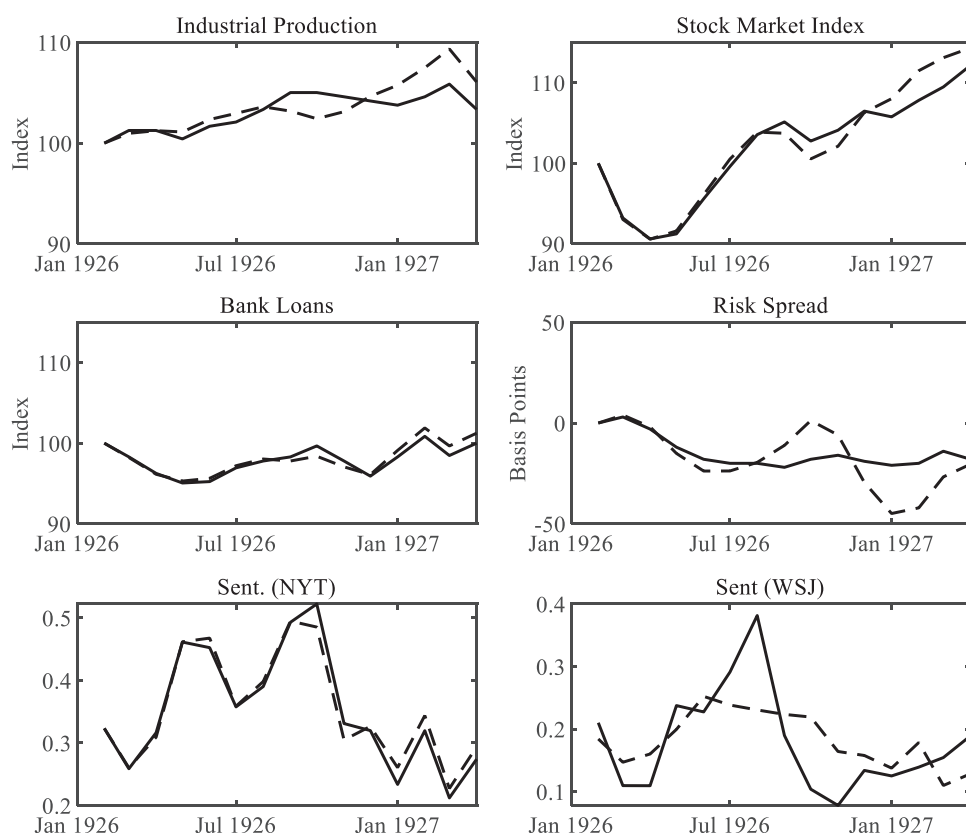 Industrial Production
110
100
90
Index
Jan 1926
Jul 1926
Jan 1927
Stock Market Index
110
100
90
Index
Jan 1926
Jul 1926
Jan 1927
Bank Loans
110
100
90
Index
Jan 1926
Jul 1926
Jan 1927
Risk Spread
50
0
-50
Basis Points
Jan 1926
Jul 1926
Jan 1927
Sent. (NYT)
0.5
0.4
0.3
0.2
Jan 1926
Jul 1926
Jan 1927
Sent (WSJ)
0.4
0.3
0.2
0.1
Jan 1926
Jul 1926
Jan 1927